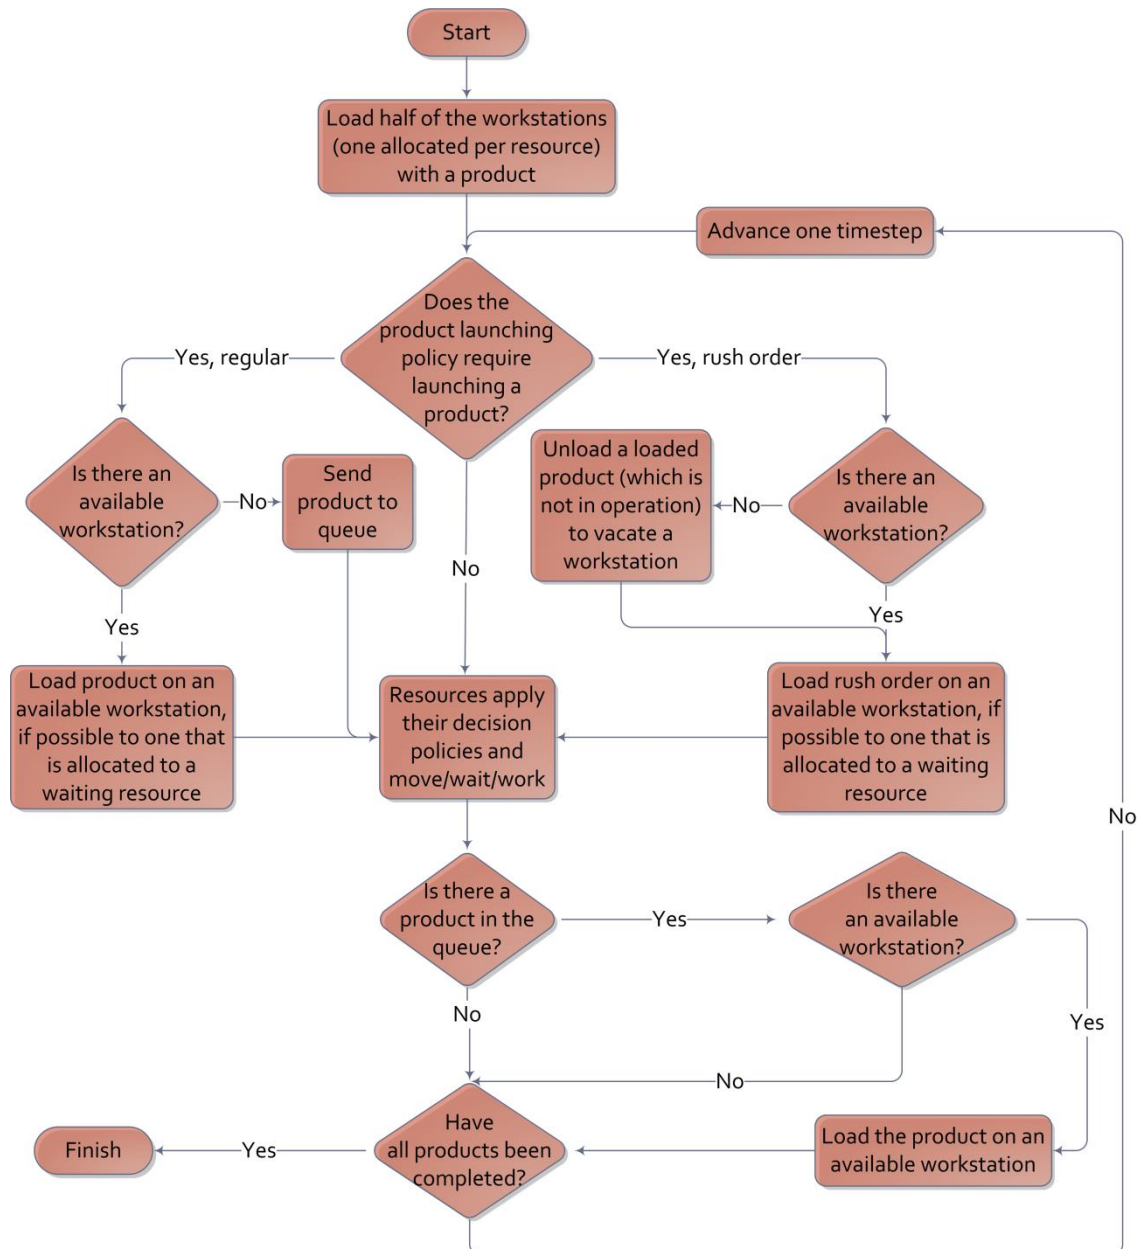 Start
Load half of the workstations
(one allocated per resource)
with a product
Advance one timestep
Does the
product launching
policy require
launching a
product?
Yes, regular
Yes, rush order
Is there an
available
workstation?
No
Send
product to
queue
Unload a loaded
product (which is
not in operation)
to vacate a
workstation
No
Is there an
available
workstation?
No
Yes
Yes
Load product on an
available workstation,
if possible to one that
is allocated to a
waiting resource
Resources apply
their decision
policies and
move/wait/work
Load rush order on an
available workstation, if
possible to one that is
allocated to a waiting
resource
No
Is there a
product in the
queue?
Yes
Is there
an available
workstation?
No
Yes
No
Have
all products been
completed?
Yes
Finish
Load the product on an
available workstation